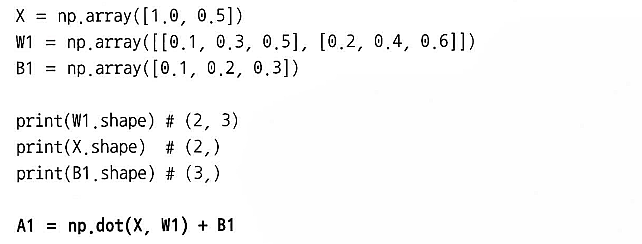 X = np.array([1.0, 0.5])
W1 = np.array([[0.1, 0.3, 0.5], [0.2, 0.4, 0.6]])
B1 = np.array([0.1, 0.2, 0.3])

print(W1.shape) # (2, 3)
print(X.shape)  # (2,)
print(B1.shape) # (3,)

A1 = np.dot(X, W1) + B1